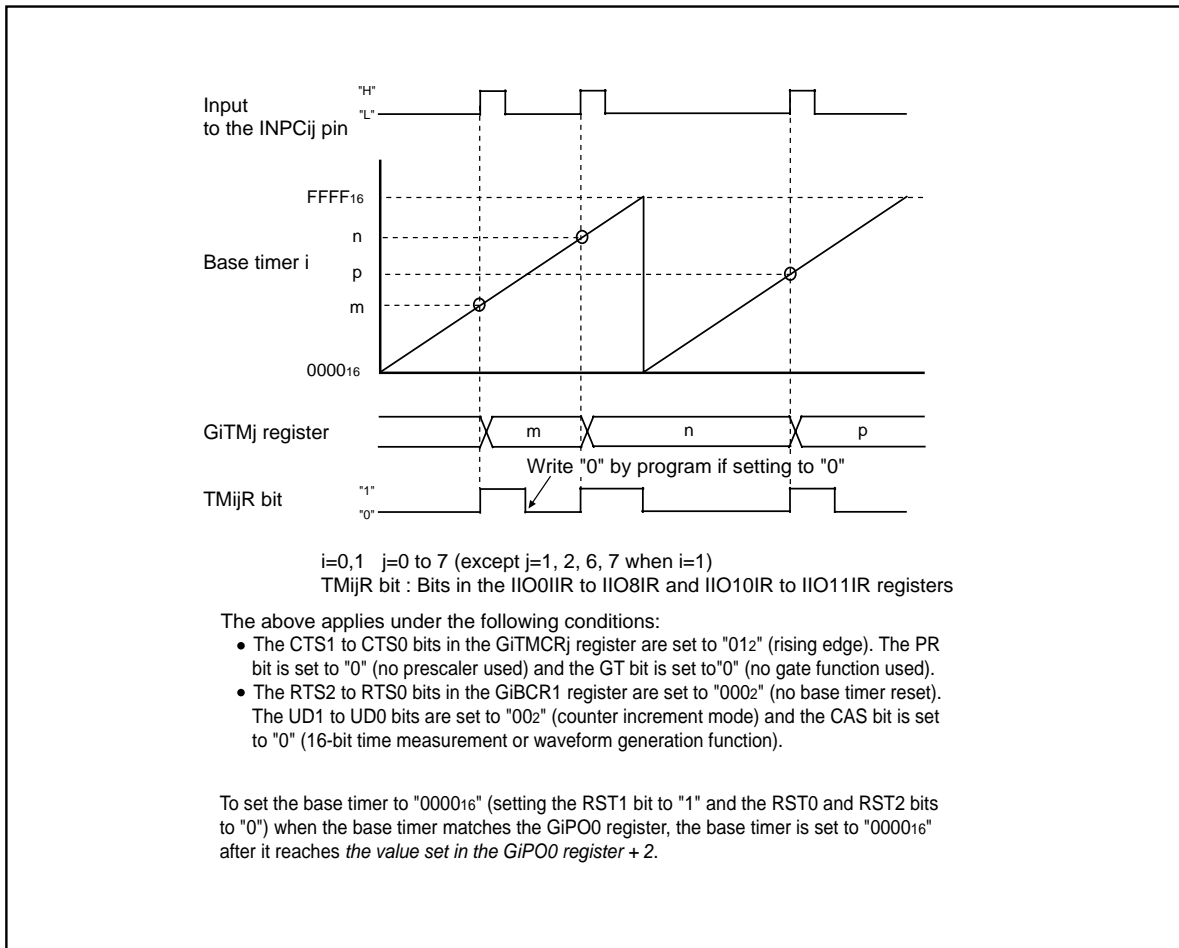 "H"
Input
"L"
to the INPCij pin
FFFF16
n
Base timer i
p
m
000016
GiTMj register
m
n
p
Write "0" by program if setting to "0"
TMijR bit
"1"
"0"
i=0,1 j=0 to 7 (except j=1, 2, 6, 7 when i=1)
TMijR bit : Bits in the IIO0IIR to IIO8IR and IIO10IR to IIO11IR registers
The above applies under the following conditions:
● The CTS1 to CTS0 bits in the GiTMCRj register are set to "012" (rising edge). The PR
bit is set to "0" (no prescaler used) and the GT bit is set to"0" (no gate function used).
● The RTS2 to RTS0 bits in the GiBCR1 register are set to "0002" (no base timer reset).
The UD1 to UD0 bits are set to "002" (counter increment mode) and the CAS bit is set
to "0" (16-bit time measurement or waveform generation function).
To set the base timer to "000016" (setting the RST1 bit to "1" and the RST0 and RST2 bits
to "0") when the base timer matches the GiPO0 register, the base timer is set to "000016"
after it reaches the value set in the GiPO0 register + 2.